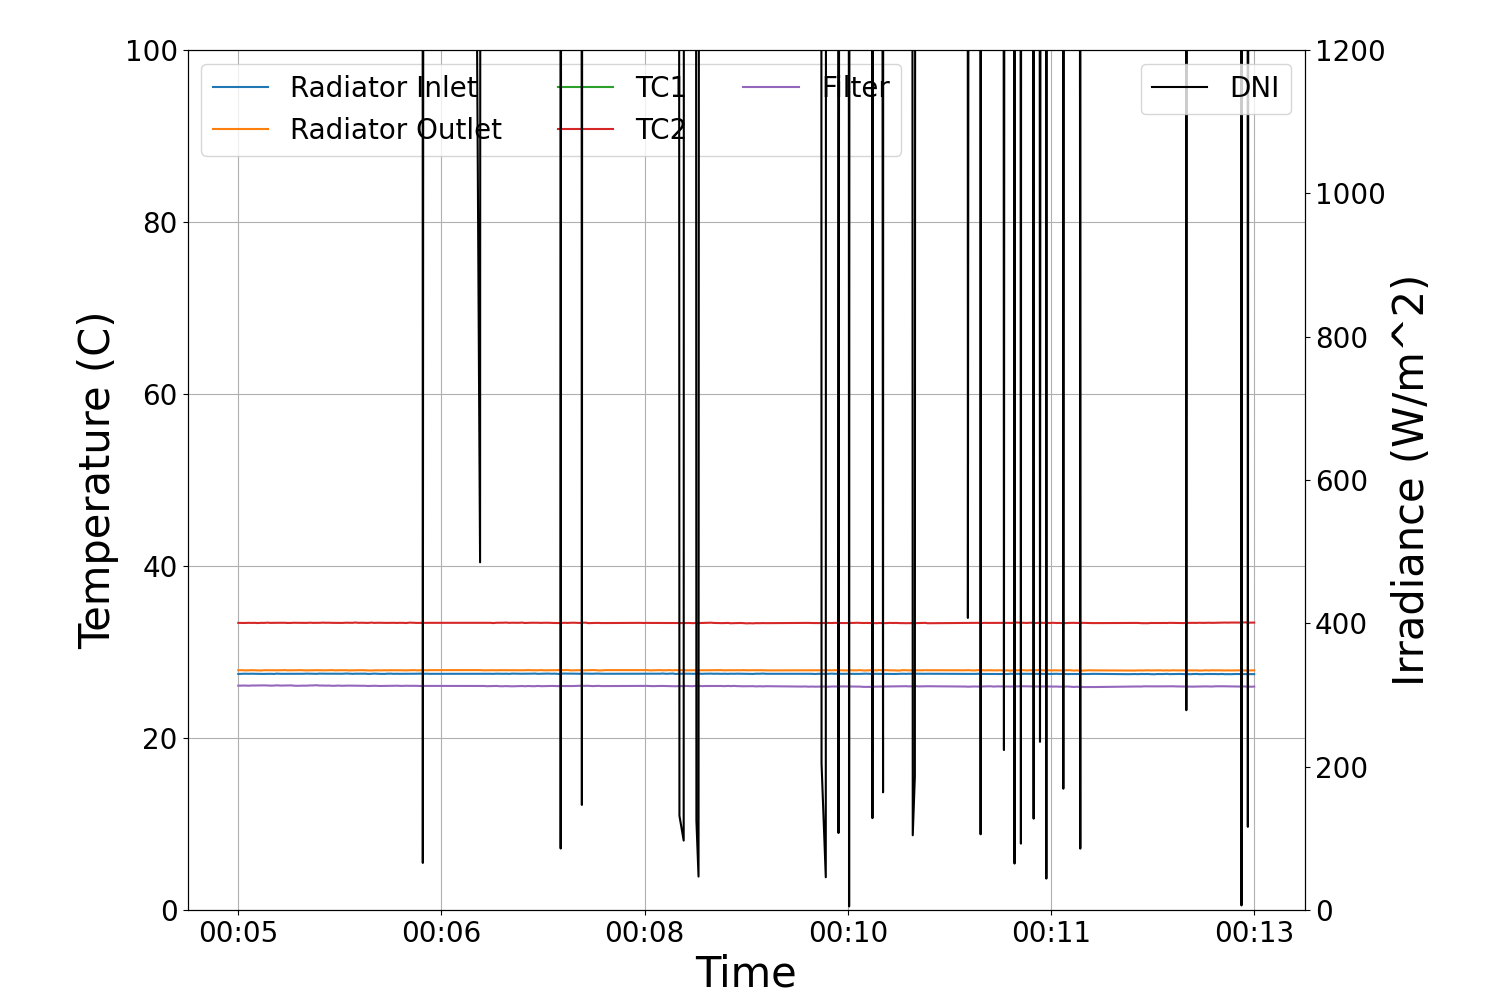 100
80
60
40
20
0
Temperature (C)
Radiator Inlet
Radiator Outlet
TC1
TC2
Filter
DNI
1200
1000
800
600
400
200
0
Irradiance (W/m^2)
00:05 00:06 00:08 00:10 00:11 00:13
Time